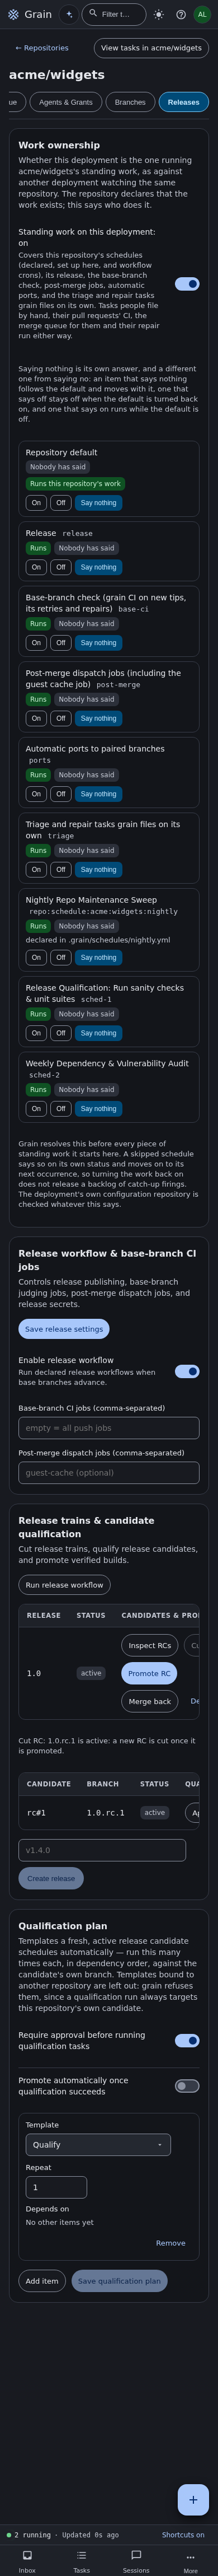 Grain
Filter t...
AL
← Repositories
View tasks in acme/widgets
acme/widgets
ue
Agents & Grants
Branches
Releases
Work ownership
Whether this deployment is the one running
acme/widgets's standing work, as against
another deployment watching the same
repository. The repository declares that the
work exists; this says who does it.
Standing work on this deployment:
on
Covers this repository's schedules
(declared, set up here, and workflow
crons), its release, the base-branch
check, post-merge jobs, automatic
ports, and the triage and repair tasks
grain files on its own. Tasks people file
by hand, their pull requests' CI, the
merge queue for them and their repair
run either way.
Saying nothing is its own answer, and a different
one from saying no: an item that says nothing
follows the default and moves with it, one that
says off stays off when the default is turned back
on, and one that says on runs while the default is
off.
Repository default
Nobody has said
Runs this repository's work
On
Off
Say nothing
Release release
Runs
Nobody has said
On
Off
Say nothing
Base-branch check (grain CI on new tips,
its retries and repairs) base-ci
Runs
Nobody has said
On
Off
Say nothing
Post-merge dispatch jobs (including the
guest cache job) post-merge
Runs
Nobody has said
On
Off
Say nothing
Automatic ports to paired branches
ports
Runs
Nobody has said
On
Off
Say nothing
Triage and repair tasks grain files on its
own triage
Runs
Nobody has said
On
Off
Say nothing
Nightly Repo Maintenance Sweep
repo:schedule:acme:widgets:nightly
Runs
Nobody has said
declared in .grain/schedules/nightly.yml
On
Off
Say nothing
Release Qualification: Run sanity checks
& unit suites sched-1
Runs
Nobody has said
On
Off
Say nothing
Weekly Dependency & Vulnerability Audit
sched-2
Runs
Nobody has said
On
Off
Say nothing
Grain resolves this before every piece of
standing work it starts here. A skipped schedule
says so on its own status and moves on to its
next occurrence, so turning the work back on
does not release a backlog of catch-up firings.
The deployment's own configuration repository is
checked whatever this says.
Release workflow & base-branch CI
jobs
Controls release publishing, base-branch
judging jobs, post-merge dispatch jobs, and
release secrets.
Save release settings
Enable release workflow
Run declared release workflows when
base branches advance.
Base-branch CI jobs (comma-separated)
empty = all push jobs
Post-merge dispatch jobs (comma-separated)
guest-cache (optional)
Release trains & candidate
qualification
Cut release trains, qualify release candidates,
and promote verified builds.
Run release workflow
RELEASE
STATUS
CANDIDATES & PRO
1.0
active
Inspect RCs
Cu
Promote RC
Merge back
De
Cut RC: 1.0.rc.1 is active: a new RC is cut once it
is promoted.
CANDIDATE
BRANCH
STATUS
QUA
rc#1
1.0.rc.1
active
Ap
v1.4.0
Create release
Qualification plan
Templates a fresh, active release candidate
schedules automatically — run this many
times each, in dependency order, against the
candidate's own branch. Templates bound to
another repository are left out: grain refuses
them, since a qualification run always targets
this repository's own candidate.
Require approval before running
qualification tasks
Promote automatically once
qualification succeeds
Template
Qualify
Repeat
1
Depends on
No other items yet
Remove
Add item
Save qualification plan
+
2 running · Updated 0s ago
Shortcuts on
Inbox
Tasks
Sessions
More